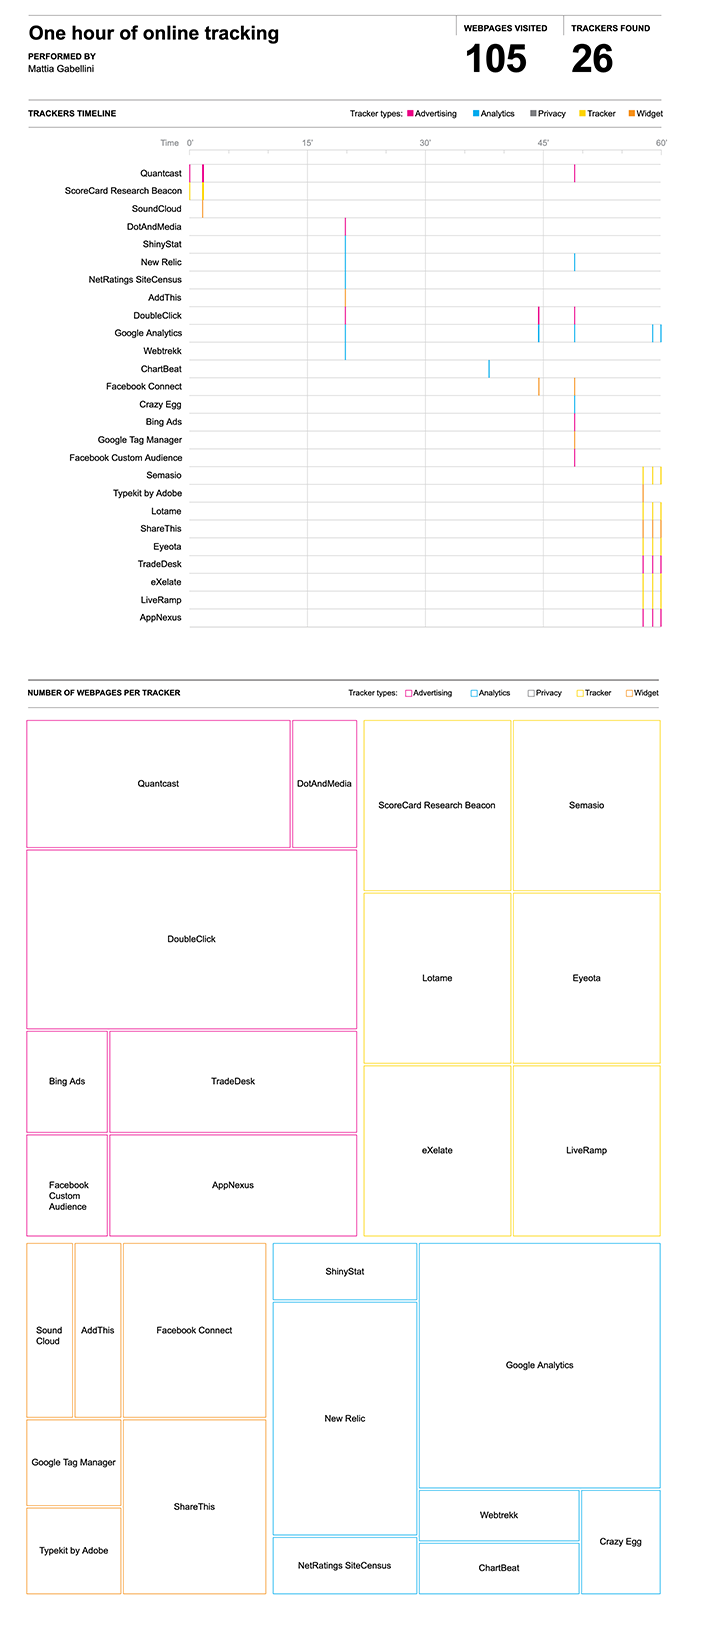 One hour of online tracking
PERFORMED BY
Mattia Gabellini
WEBPAGES VISITED
105
TRACKERS FOUND
26
TRACKERS TIMELINE
Tracker types: Advertising Analytics Privacy Tracker Widget
Time 0' 15' 30' 45' 60'
Quantcast
ScoreCard Research Beacon
SoundCloud
DotAndMedia
ShinyStat
New Relic
NetRatings SiteCensus
AddThis
DoubleClick
Google Analytics
Webtrekk
ChartBeat
Facebook Connect
Crazy Egg
Bing Ads
Google Tag Manager
Facebook Custom Audience
Semasio
Typekit by Adobe
Lotame
ShareThis
Eyeota
TradeDesk
eXelate
LiveRamp
AppNexus
NUMBER OF WEBPAGES PER TRACKER
Tracker types: Advertising Analytics Privacy Tracker Widget
Quantcast
DotAndMedia
DoubleClick
Bing Ads
TradeDesk
Facebook
Custom
Audience
AppNexus
ScoreCard Research Beacon
Semasio
Lotame
Eyeota
eXelate
LiveRamp
Sound
Cloud
AddThis
Facebook Connect
Google Tag Manager
ShareThis
Typekit by Adobe
ShinyStat
New Relic
NetRatings SiteCensus
Google Analytics
Webtrekk
ChartBeat
Crazy Egg